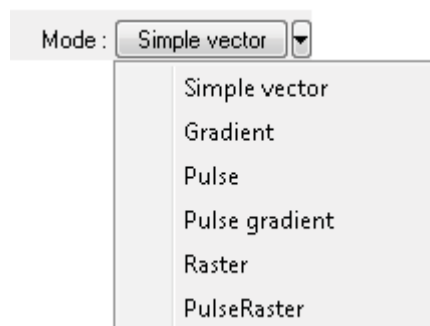 Mode : Simple vector
Simple vector
Gradient
Pulse
Pulse gradient
Raster
PulseRaster